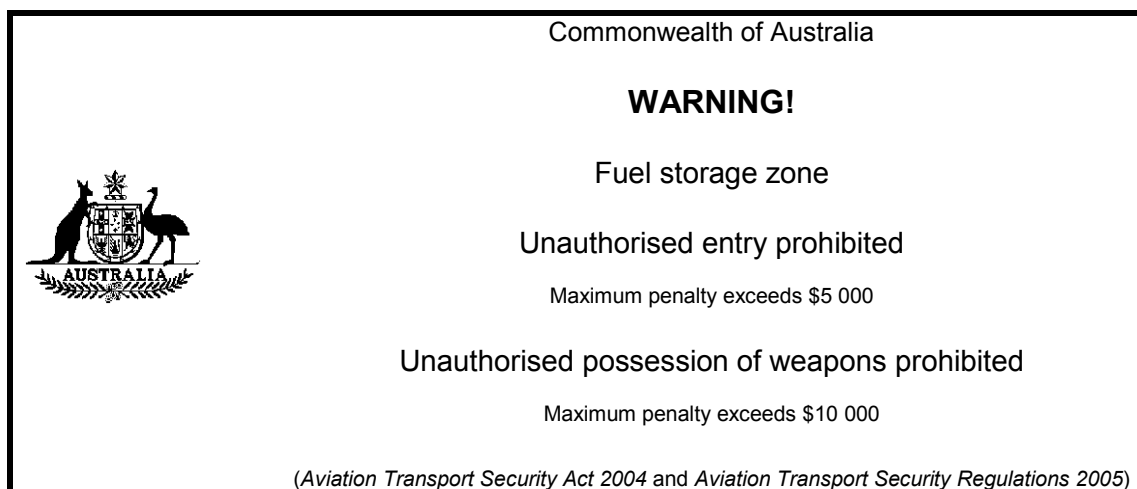 Commonwealth of Australia
WARNING!
Fuel storage zone
AUSTRALIA
Unauthorised entry prohibited
Maximum penalty exceeds $5 000
Unauthorised possession of weapons prohibited
Maximum penalty exceeds $10 000
(Aviation Transport Security Act 2004 and Aviation Transport Security Regulations 2005)